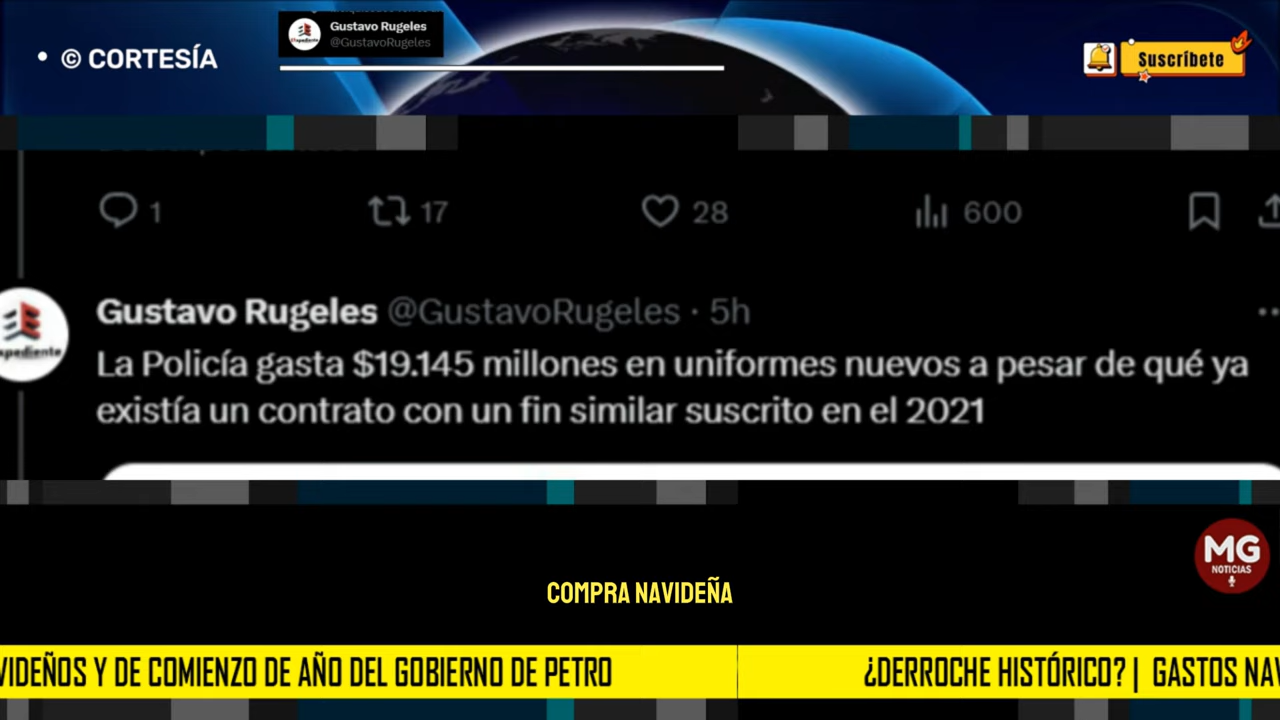 • © CORTESÍA
Gustavo Rugeles
@GustavoRugeles
Suscríbete
1
17
28
600
Gustavo Rugeles @GustavoRugeles · 5h
La Policía gasta $19.145 millones en uniformes nuevos a pesar de qué ya
existía un contrato con un fin similar suscrito en el 2021
MG
NOTICIAS
COMPRA NAVIDEÑA
VIDEÑOS Y DE COMIENZO DE AÑO DEL GOBIERNO DE PETRO
¿DERROCHE HISTÓRICO? | GASTOS NAV